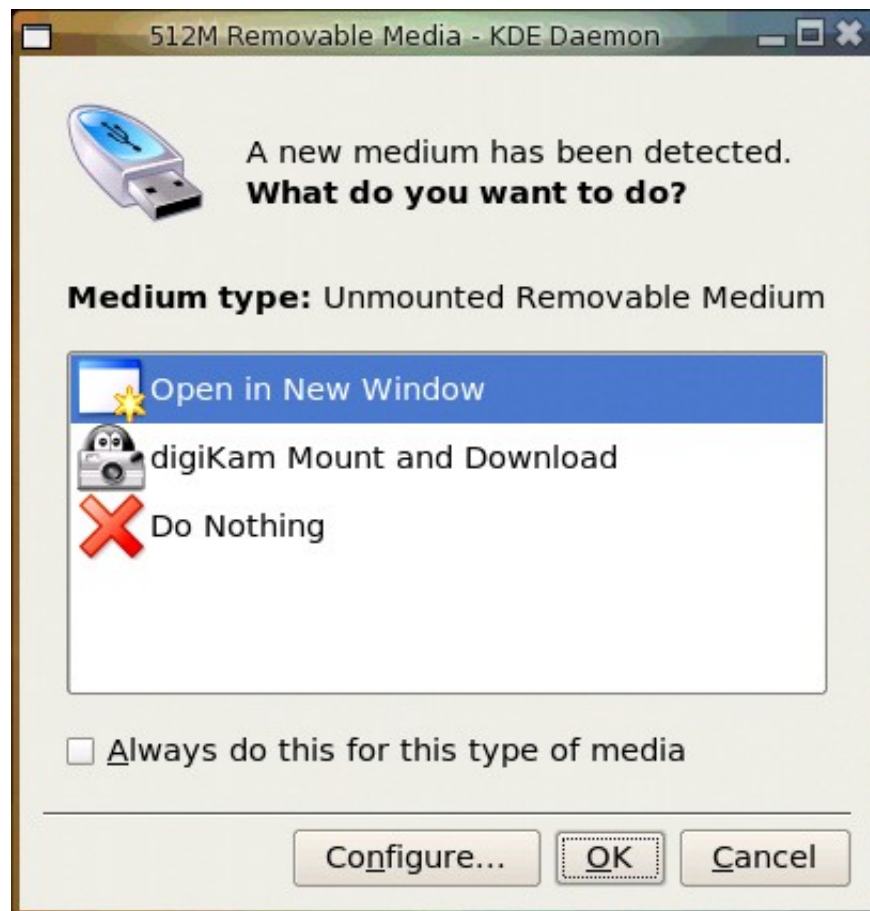 512M Removable Media - KDE Daemon
A new medium has been detected.
What do you want to do?
Medium type: Unmounted Removable Medium
Open in New Window
digiKam Mount and Download
Do Nothing
Always do this for this type of media
Configure... OK Cancel